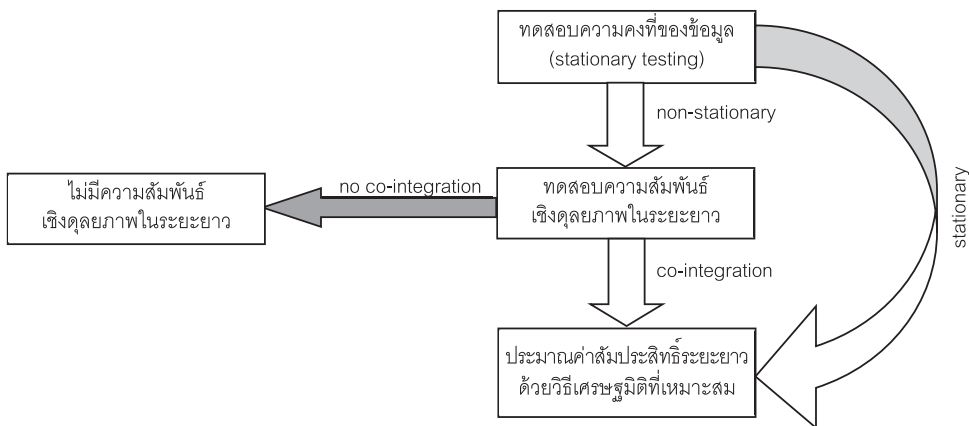 ทดสอบความคงที่ของข้อมูล
(stationary testing)
non-stationary
stationary
ไม่มีความสัมพันธ์
เชิงดุลยภาพในระยะยาว
no co-integration
ทดสอบความสัมพันธ์
เชิงดุลยภาพในระยะยาว
co-integration
ประมาณค่าสัมประสิทธิ์ระยะยาว
ด้วยวิธีเศรษฐมิติที่เหมาะสม